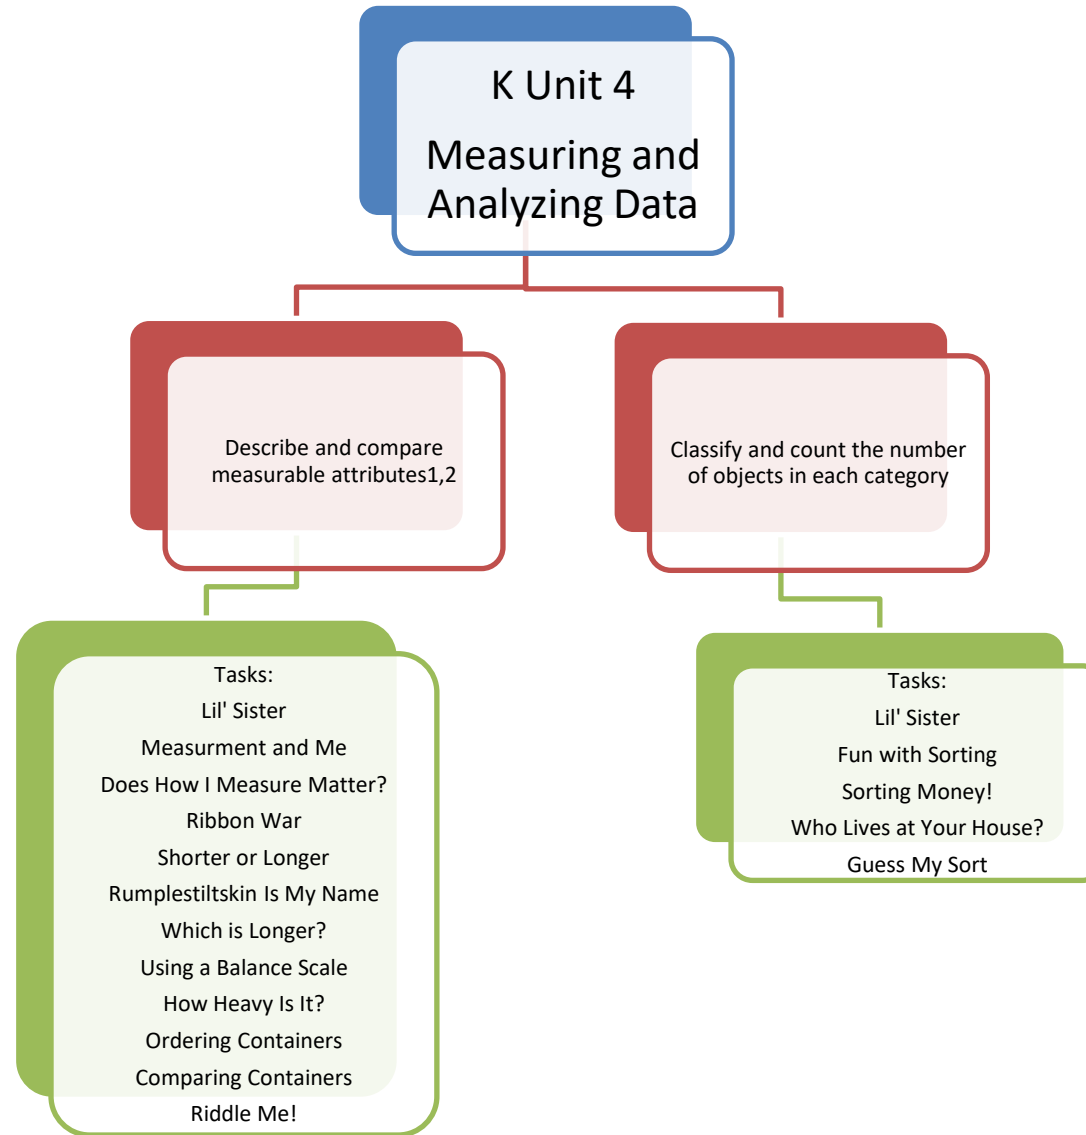 K Unit 4
Measuring and
Analyzing Data
Describe and compare
measurable attributes1,2
Classify and count the number
of objects in each category
Tasks:
Lil' Sister
Measurment and Me
Does How I Measure Matter?
Ribbon War
Shorter or Longer
Rumplestiltskin Is My Name
Which is Longer?
Using a Balance Scale
How Heavy Is It?
Ordering Containers
Comparing Containers
Riddle Me!
Tasks:
Lil' Sister
Fun with Sorting
Sorting Money!
Who Lives at Your House?
Guess My Sort